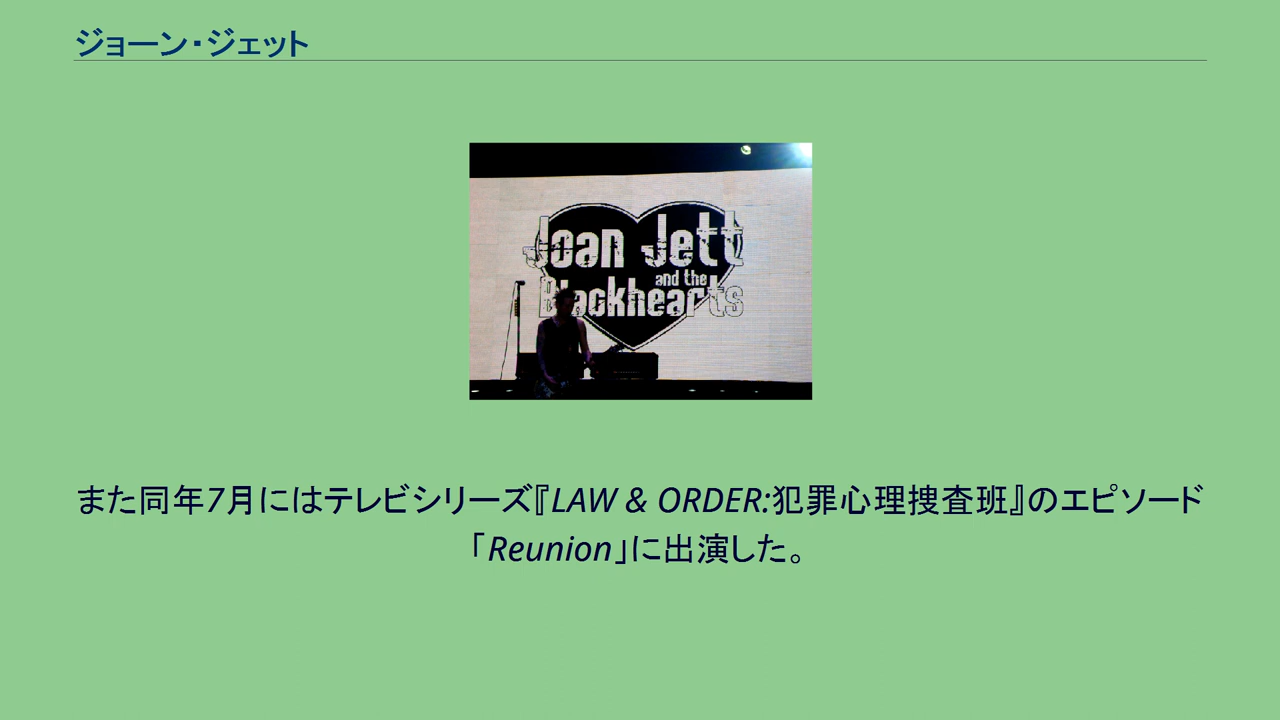 ジョーン・ジェット
Joan Jett
and the
Blackhearts
また同年7月にはテレビシリーズ『LAW & ORDER:犯罪心理捜査班』のエピソード
「Reunion」に出演した。